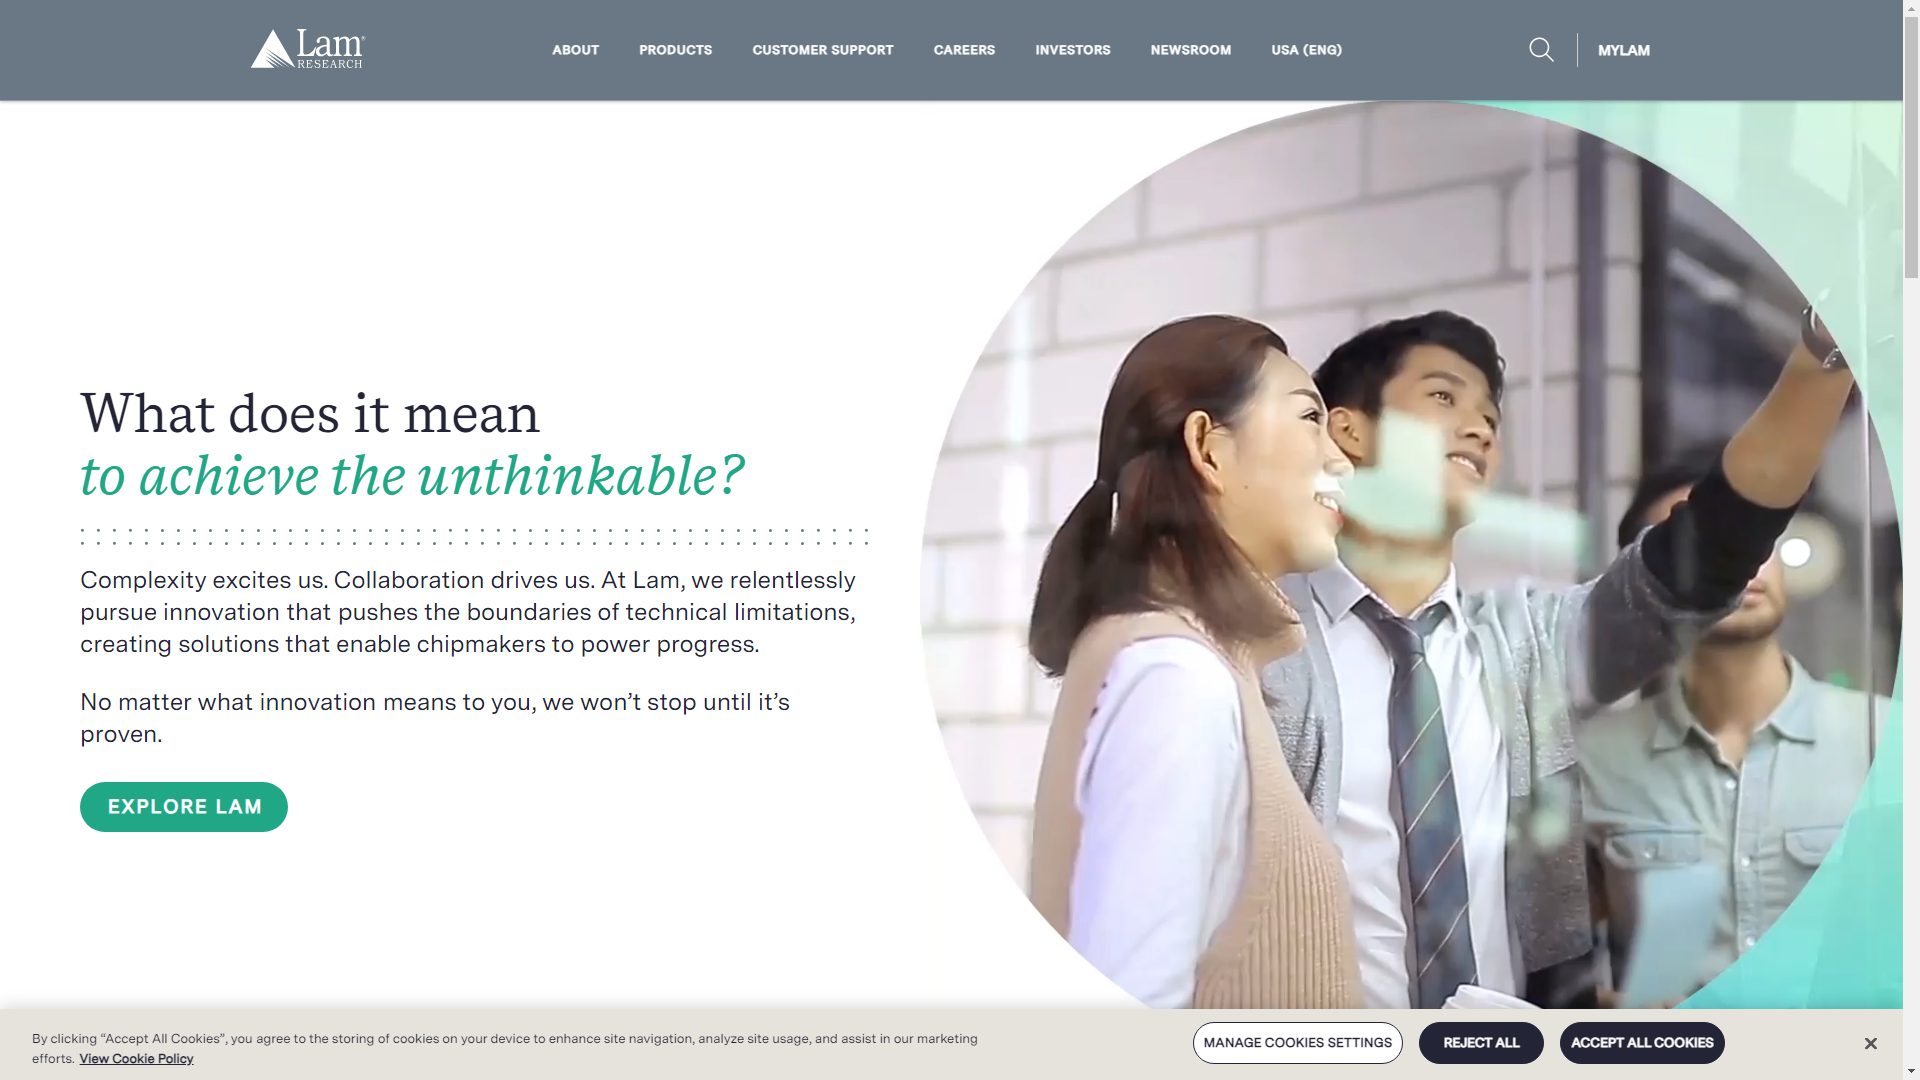 Lam
RESEARCH
ABOUT
PRODUCTS
CUSTOMER SUPPORT
CAREERS
INVESTORS
NEWSROOM
USA (ENG)
MYLAM
What does it mean
to achieve the unthinkable?
Complexity excites us. Collaboration drives us. At Lam, we relentlessly
pursue innovation that pushes the boundaries of technical limitations,
creating solutions that enable chipmakers to power progress.
No matter what innovation means to you, we won’t stop until it’s
proven.
EXPLORE LAM
By clicking “Accept All Cookies”, you agree to the storing of cookies on your device to enhance site navigation, analyze site usage, and assist in our marketing
efforts. View Cookie Policy
MANAGE COOKIES SETTINGS
REJECT ALL
ACCEPT ALL COOKIES